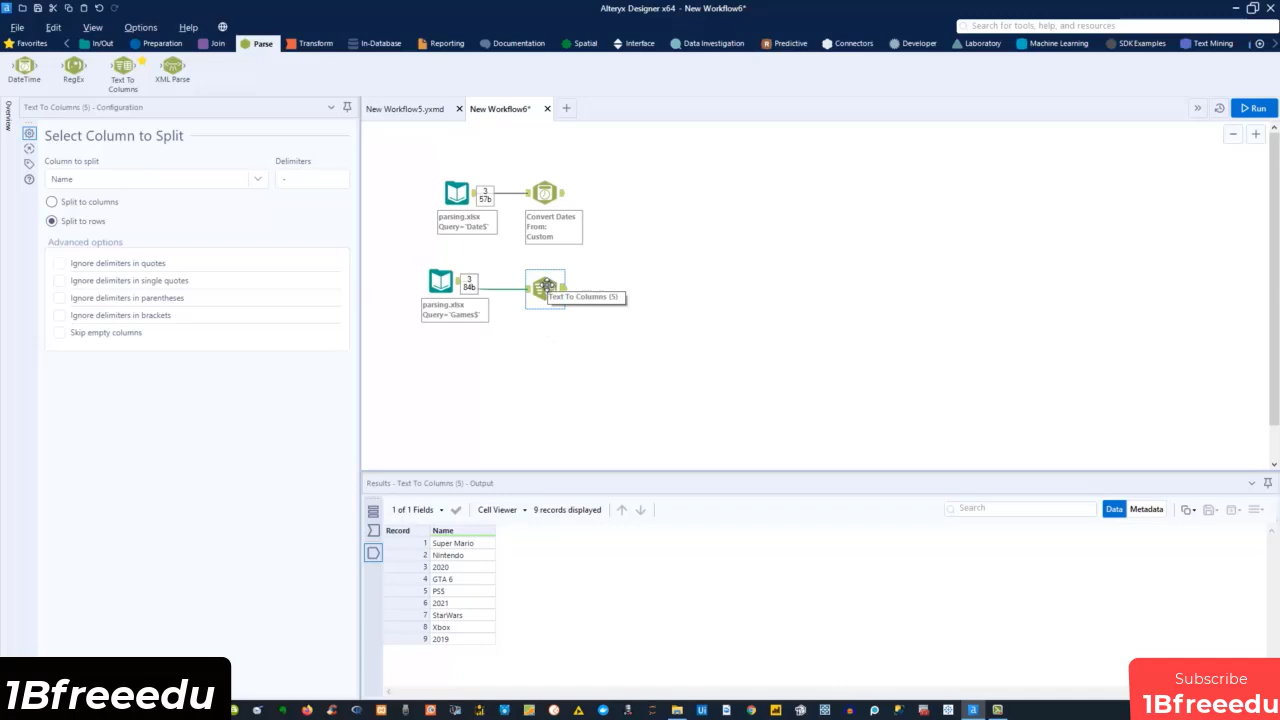 Alteryx Designer x64 - New Workflow6*
File Edit View Options Help
Search for tools, help, and resources
Favorites In/Out Preparation Join Parse Transform In-Database Reporting Documentation Spatial Interface Data Investigation Predictive Connectors Developer Laboratory Machine Learning SDK Examples Text Mining
DateTime RegEx Text To Columns XML Parse
Overview
Text To Columns (5) - Configuration
New Workflow5.yxmd New Workflow6*
Run
Select Column to Split
Column to split Delimiters
Name -
Split to columns
Split to rows
Advanced options
Ignore delimiters in quotes
Ignore delimiters in single quotes
Ignore delimiters in parentheses
Ignore delimiters in brackets
Skip empty columns
3
57b
parsing.xlsx
Query=`Date$`
Convert Dates
From:
Custom
3
84b
parsing.xlsx
Query=`Games$`
Text To Columns (5)
Results - Text To Columns (5) - Output
1 of 1 Fields Cell Viewer 9 records displayed Search Data Metadata
Record Name
1 Super Mario
2 Nintendo
3 2020
4 GTA 6
5 PS5
6 2021
7 StarWars
8 Xbox
9 2019
1Bfreeedu
Subscribe
1Bfreeedu